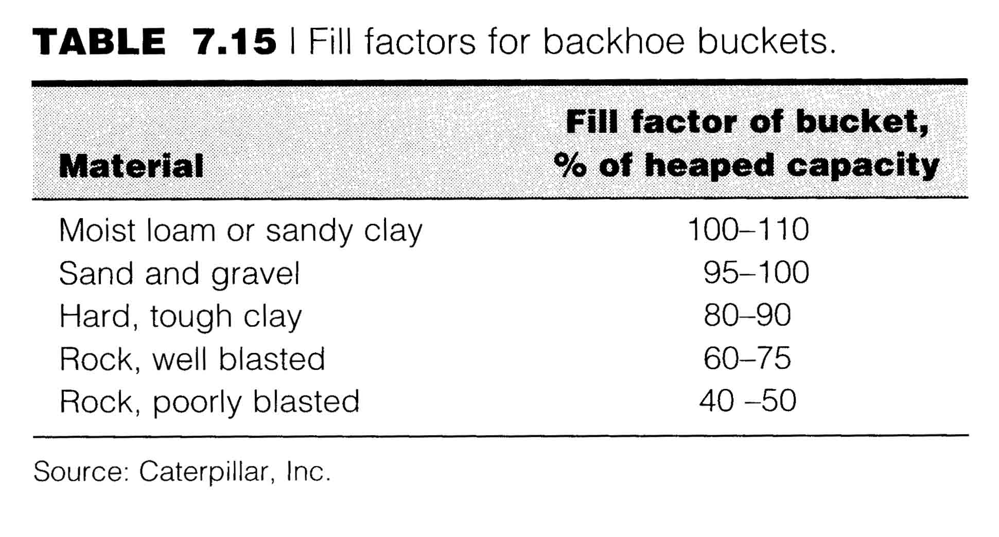 TABLE 7.15 | Fill factors for backhoe buckets.
Fill factor of bucket,
Material % of heaped capacity
Moist loam or sandy clay 100–110
Sand and gravel 95–100
Hard, tough clay 80–90
Rock, well blasted 60–75
Rock, poorly blasted 40 –50
Source: Caterpillar, Inc.